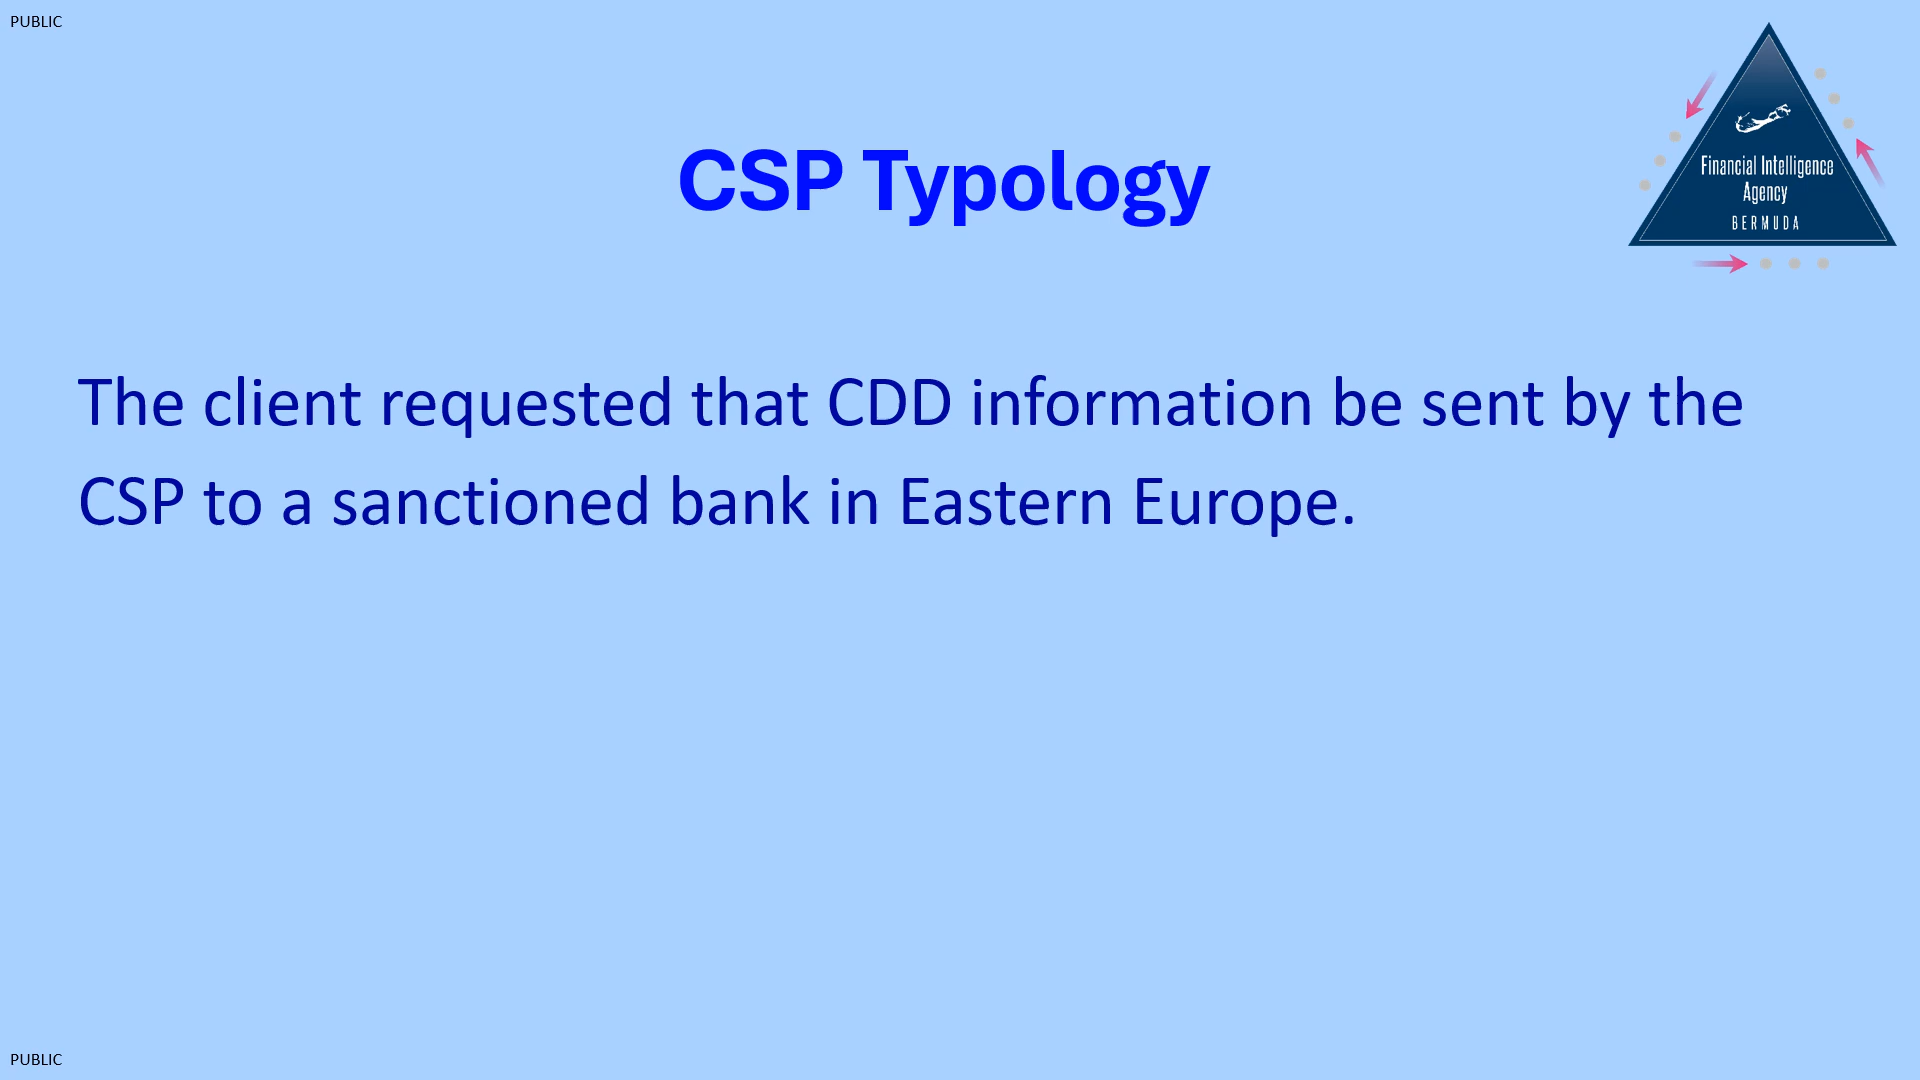 PUBLIC
Financial Intelligence
Agency
BERMUDA
CSP Typology
The client requested that CDD information be sent by the
CSP to a sanctioned bank in Eastern Europe.
PUBLIC